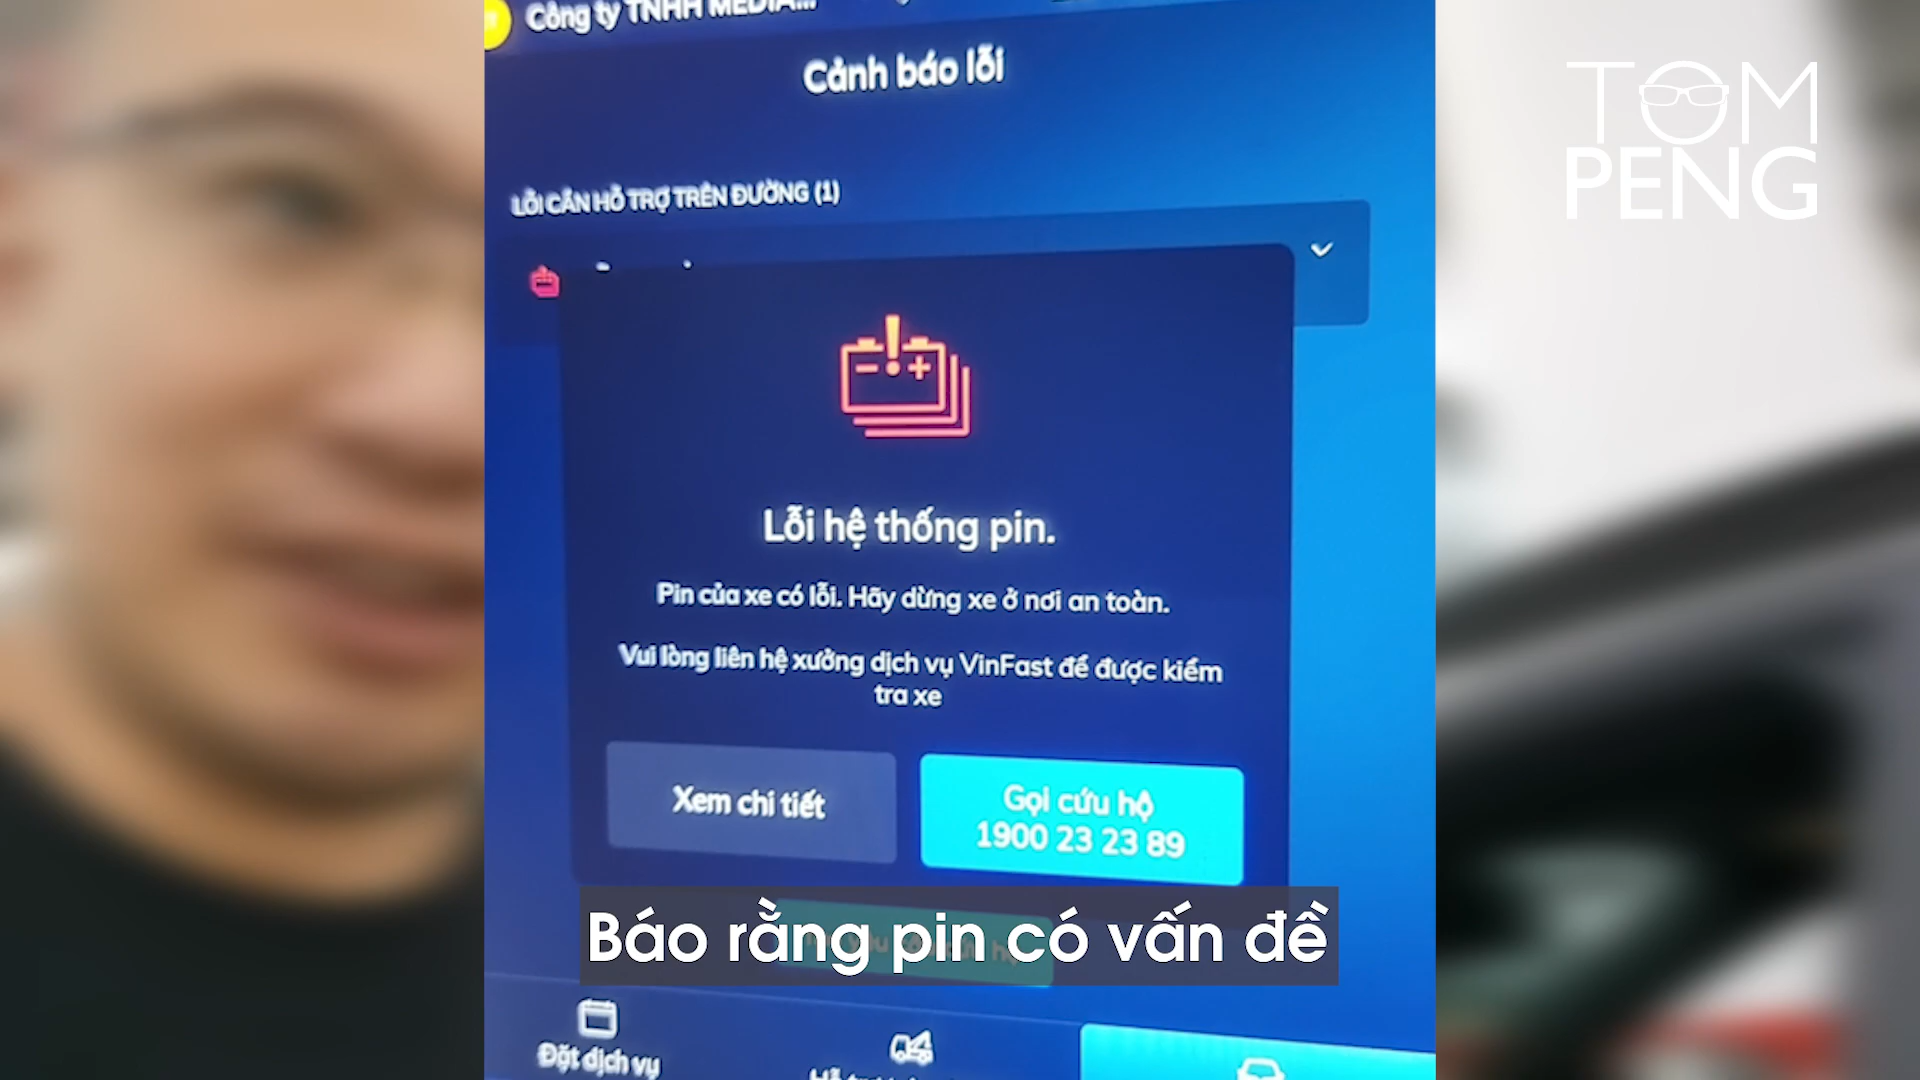 Công ty TNHH MEDIA...
Cảnh báo lỗi
TOM
PENG
LỖI CẦN HỖ TRỢ TRÊN ĐƯỜNG (1)
Lỗi hệ thống pin.
Pin của xe có lỗi. Hãy dừng xe ở nơi an toàn.
Vui lòng liên hệ xưởng dịch vụ VinFast để được kiểm
tra xe
Xem chi tiết
Gọi cứu hộ
1900 23 23 89
Báo rằng pin có vấn đề
Đặt dịch vụ